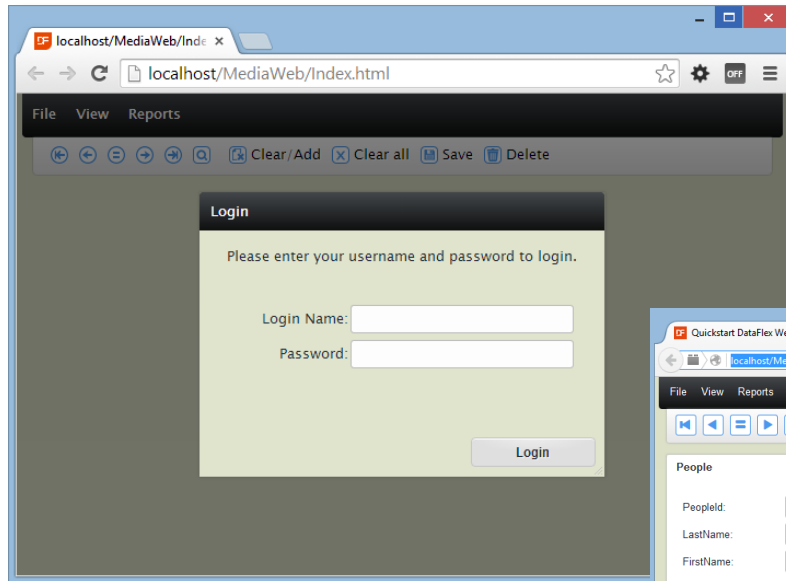 localhost/MediaWeb/Inde
localhost/MediaWeb/Index.html
OFF
File View Reports
Clear/Add Clear all Save Delete
Login
Please enter your username and password to login.
Login Name:
Password:
Login
Quickstart DataFlex We
localhost/Me
File View Reports
People
PeopleId:
LastName:
FirstName: